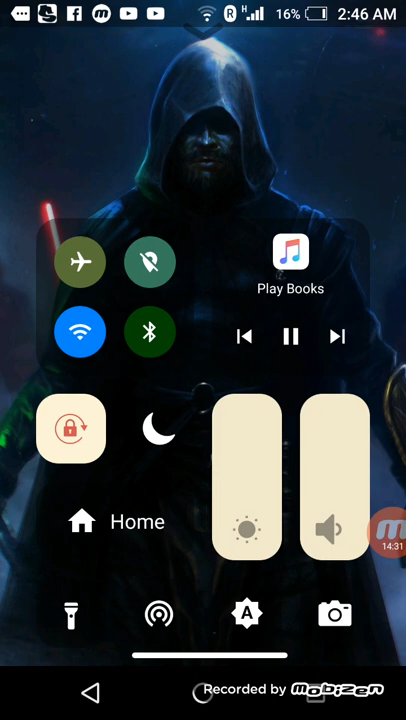 R H 16% 2:46 AM
Play Books
Home
A
14:31
Recorded by MOBIZEN